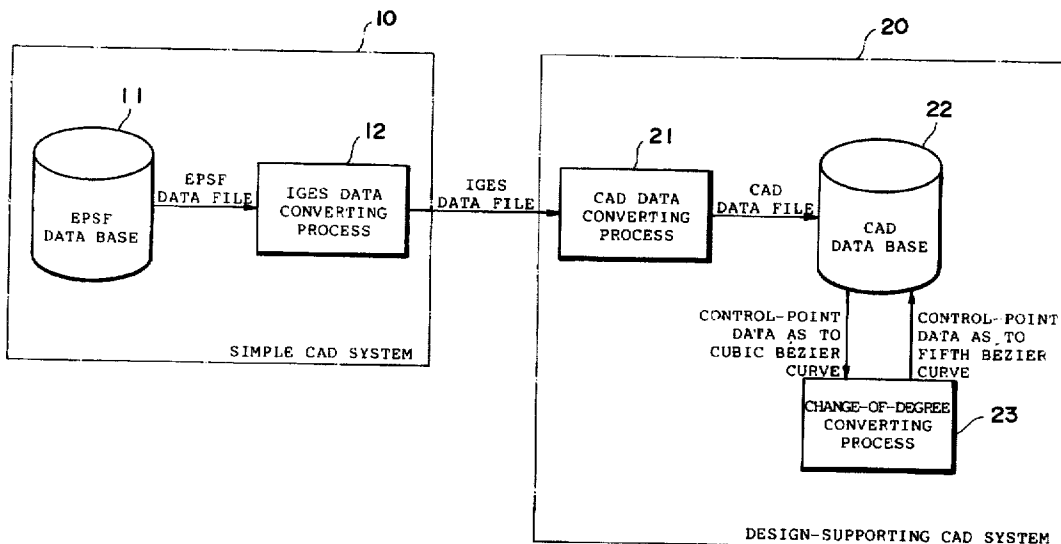 10
20
11
12
21
22
EPSF
DATA FILE
IGES
DATA FILE
CAD
DATA FILE
EPSF
DATA BASE
IGES DATA
CONVERTING
PROCESS
CAD DATA
CONVERTING
PROCESS
CAD
DATA BASE
CONTROL-POINT
DATA AS TO
CUBIC BÉZIER
CURVE
CONTROL-POINT
DATA AS TO
FIFTH BÉZIER
CURVE
SIMPLE CAD SYSTEM
CHANGE-OF-DEGREE
CONVERTING
PROCESS
23
DESIGN-SUPPORTING CAD SYSTEM